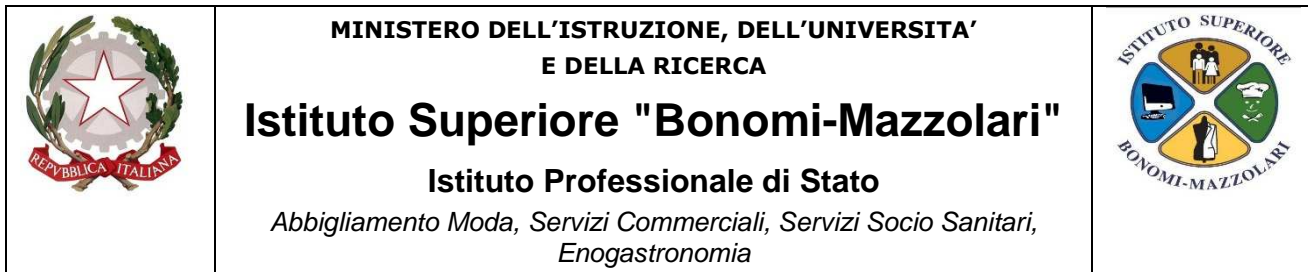 MINISTERO DELL’ISTRUZIONE, DELL’UNIVERSITA’
E DELLA RICERCA
Istituto Superiore "Bonomi-Mazzolari"
Istituto Professionale di Stato
Abbigliamento Moda, Servizi Commerciali, Servizi Socio Sanitari,
Enogastronomia
REPVBBLICA ITALIANA
ISTITUTO SUPERIORE
BONOMI-MAZZOLARI